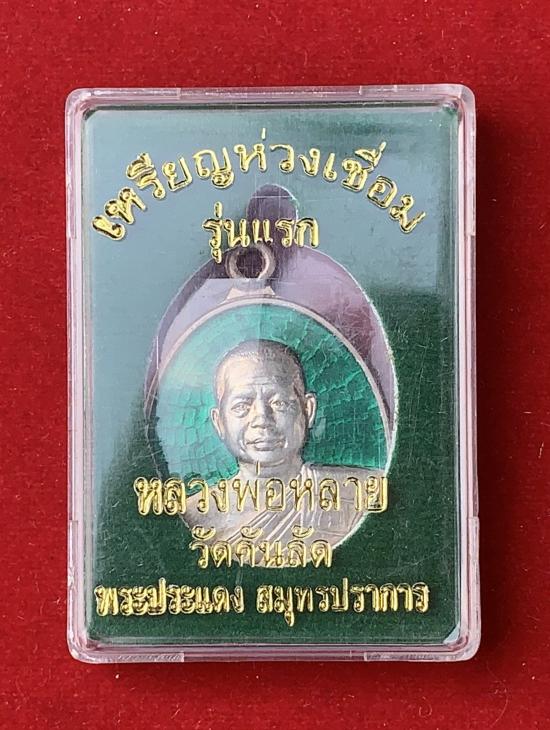 เหรียญห่วงเชื่อม
รุ่นแรก
หลวงพ่อหลาย
วัดคันลัด
พระประแดง สมุทรปราการ